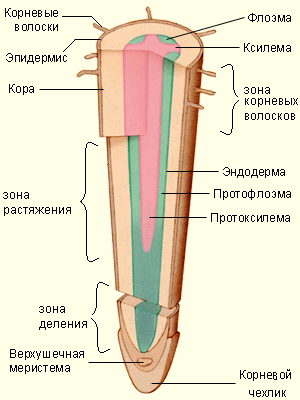 Корневые
волоски
Эпидермис
Кора
Флоэма
Ксилема
зона
корневых
волосков
зона
растяжения
Эндодерма
Протофлоэма
Протоксилема
зона
деления
Верхушечная
меристема
Корневой
чехлик